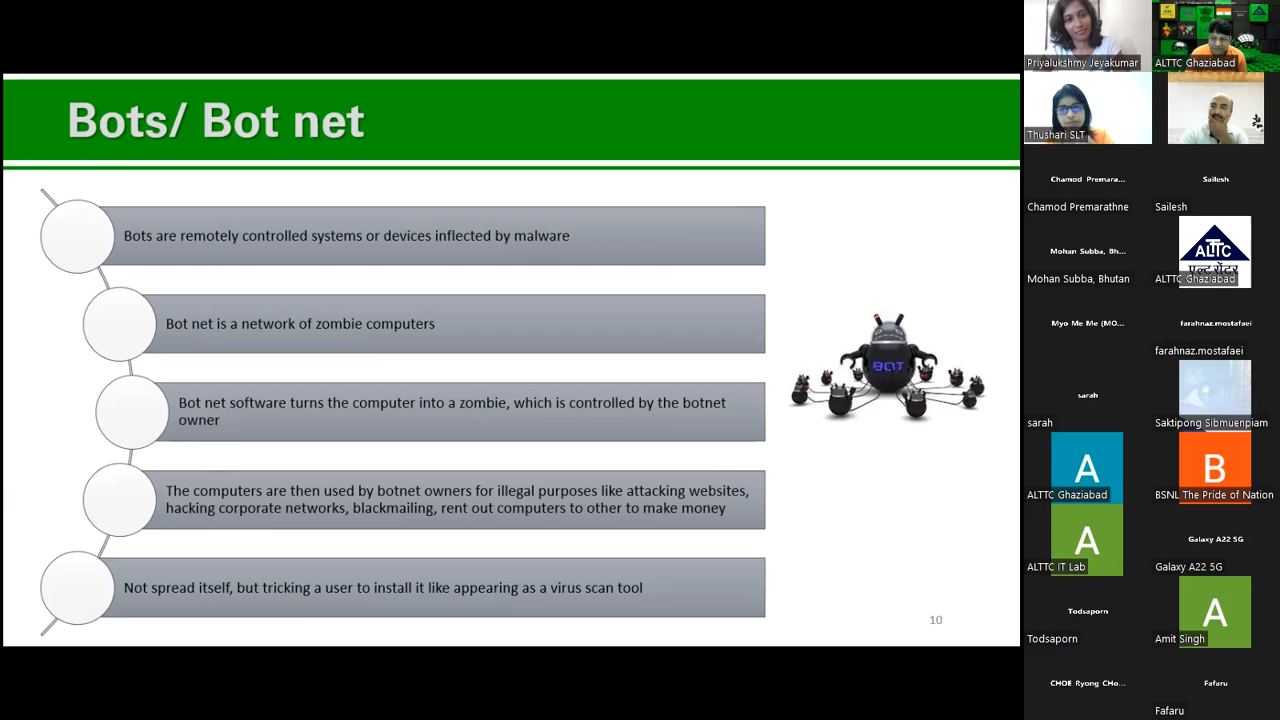 Bots/ Bot net
Bots are remotely controlled systems or devices inflected by malware
Bot net is a network of zombie computers
Bot net software turns the computer into a zombie, which is controlled by the botnet
owner
The computers are then used by botnet owners for illegal purposes like attacking websites,
hacking corporate networks, blackmailing, rent out computers to other to make money
Not spread itself, but tricking a user to install it like appearing as a virus scan tool
BOT
10
Priyalukshmy Jeyakumar
ALTTC Ghaziabad
Thushari SLT
Chamod Premara...
Chamod Premarathne
Sailesh
Sailesh
Mohan Subba, Bh...
Mohan Subba, Bhutan
ALTTC
ALTTC Ghaziabad
Myo Me Me (MO...
farahnaz.mostafaei
farahnaz.mostafaei
sarah
sarah
Saktipong Sibmuenpiam
A
ALTTC Ghaziabad
B
BSNL The Pride of Nation
A
ALTTC IT Lab
Galaxy A22 5G
Galaxy A22 5G
Todsaporn
Todsaporn
A
Amit Singh
CHOE Ryong CHo...
Fafaru
Fafaru